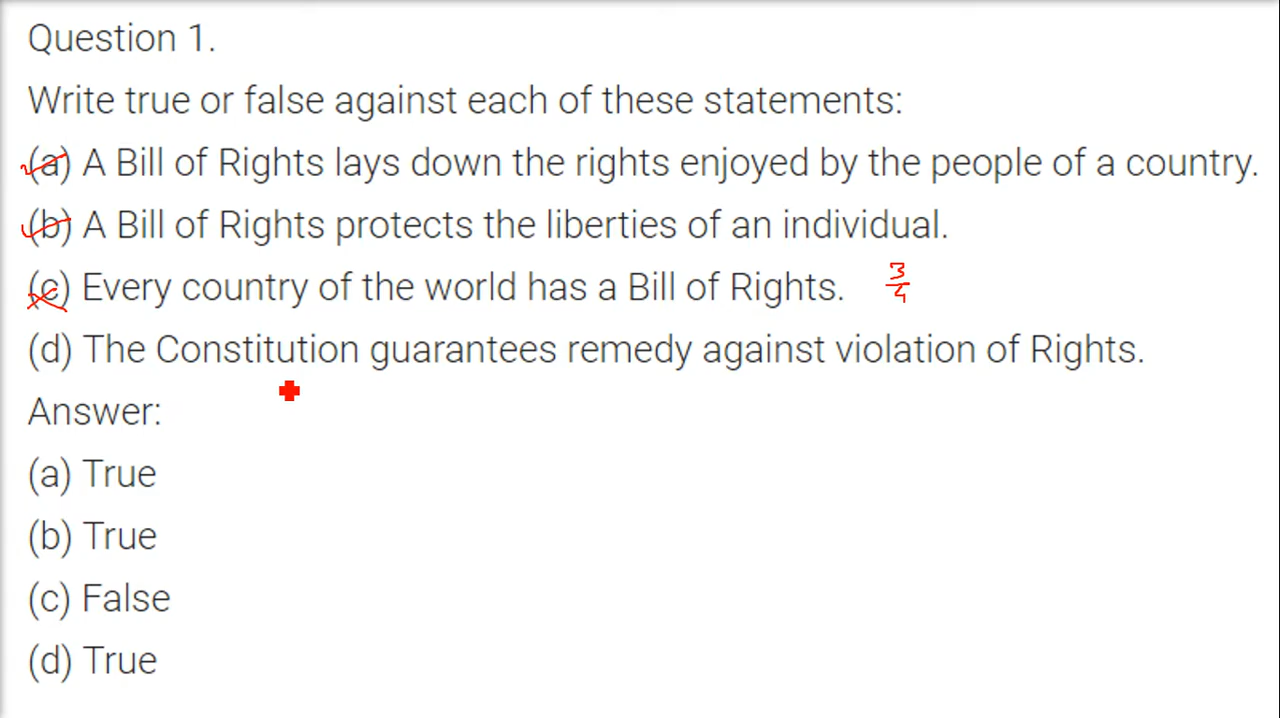 Question 1.
Write true or false against each of these statements:
(a) A Bill of Rights lays down the rights enjoyed by the people of a country.
(b) A Bill of Rights protects the liberties of an individual.
(c) Every country of the world has a Bill of Rights. 3/4
(d) The Constitution guarantees remedy against violation of Rights.
Answer:
(a) True
(b) True
(c) False
(d) True